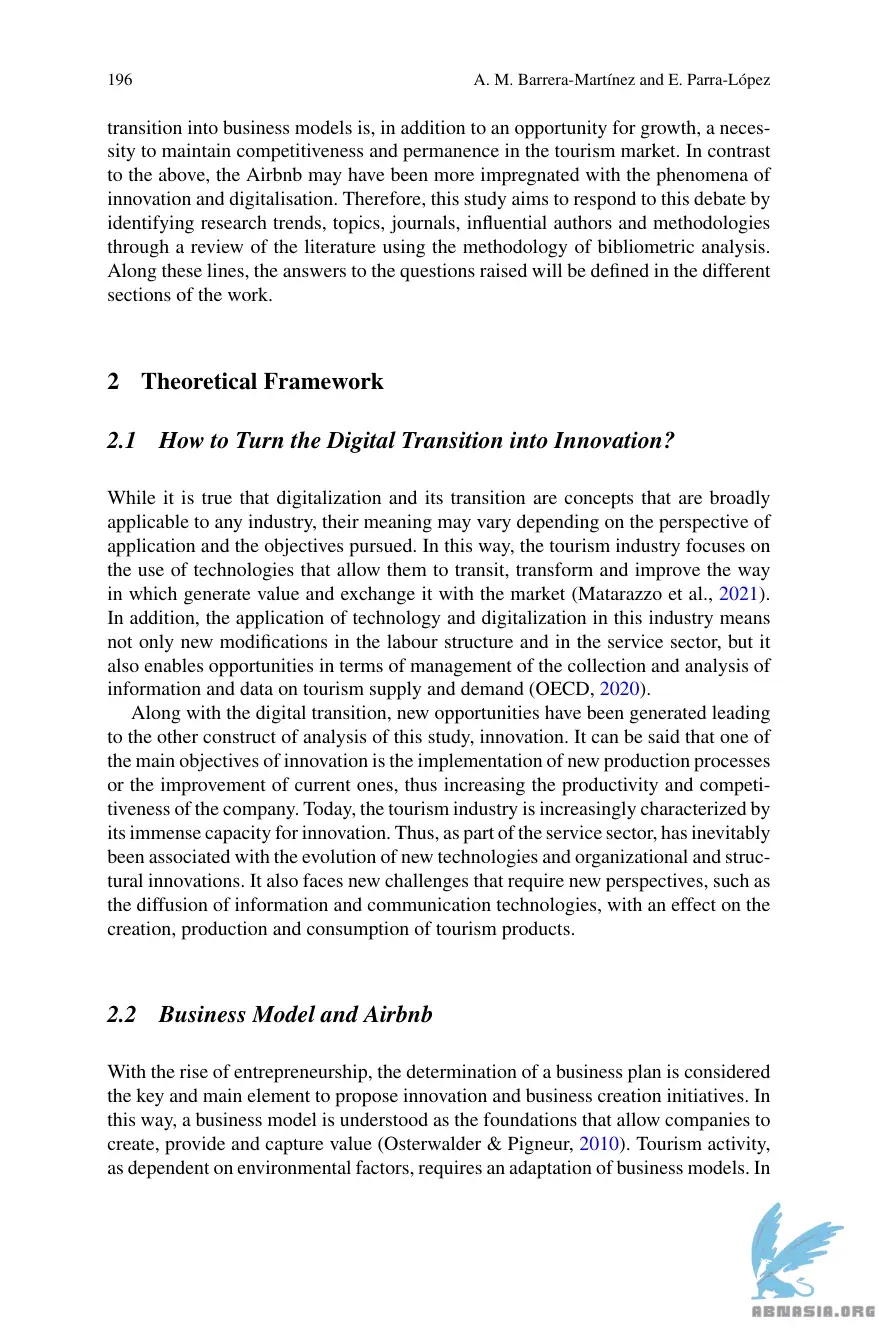 196 A. M. Barrera-Martínez and E. Parra-López
transition into business models is, in addition to an opportunity for growth, a neces-
sity to maintain competitiveness and permanence in the tourism market. In contrast
to the above, the Airbnb may have been more impregnated with the phenomena of
innovation and digitalisation. Therefore, this study aims to respond to this debate by
identifying research trends, topics, journals, influential authors and methodologies
through a review of the literature using the methodology of bibliometric analysis.
Along these lines, the answers to the questions raised will be defined in the different
sections of the work.
2 Theoretical Framework
2.1 How to Turn the Digital Transition into Innovation?
While it is true that digitalization and its transition are concepts that are broadly
applicable to any industry, their meaning may vary depending on the perspective of
application and the objectives pursued. In this way, the tourism industry focuses on
the use of technologies that allow them to transit, transform and improve the way
in which generate value and exchange it with the market (Matarazzo et al., 2021).
In addition, the application of technology and digitalization in this industry means
not only new modifications in the labour structure and in the service sector, but it
also enables opportunities in terms of management of the collection and analysis of
information and data on tourism supply and demand (OECD, 2020).
Along with the digital transition, new opportunities have been generated leading
to the other construct of analysis of this study, innovation. It can be said that one of
the main objectives of innovation is the implementation of new production processes
or the improvement of current ones, thus increasing the productivity and competi-
tiveness of the company. Today, the tourism industry is increasingly characterized by
its immense capacity for innovation. Thus, as part of the service sector, has inevitably
been associated with the evolution of new technologies and organizational and struc-
tural innovations. It also faces new challenges that require new perspectives, such as
the diffusion of information and communication technologies, with an effect on the
creation, production and consumption of tourism products.
2.2 Business Model and Airbnb
With the rise of entrepreneurship, the determination of a business plan is considered
the key and main element to propose innovation and business creation initiatives. In
this way, a business model is understood as the foundations that allow companies to
create, provide and capture value (Osterwalder & Pigneur, 2010). Tourism activity,
as dependent on environmental factors, requires an adaptation of business models. In
ABNASIA.ORG